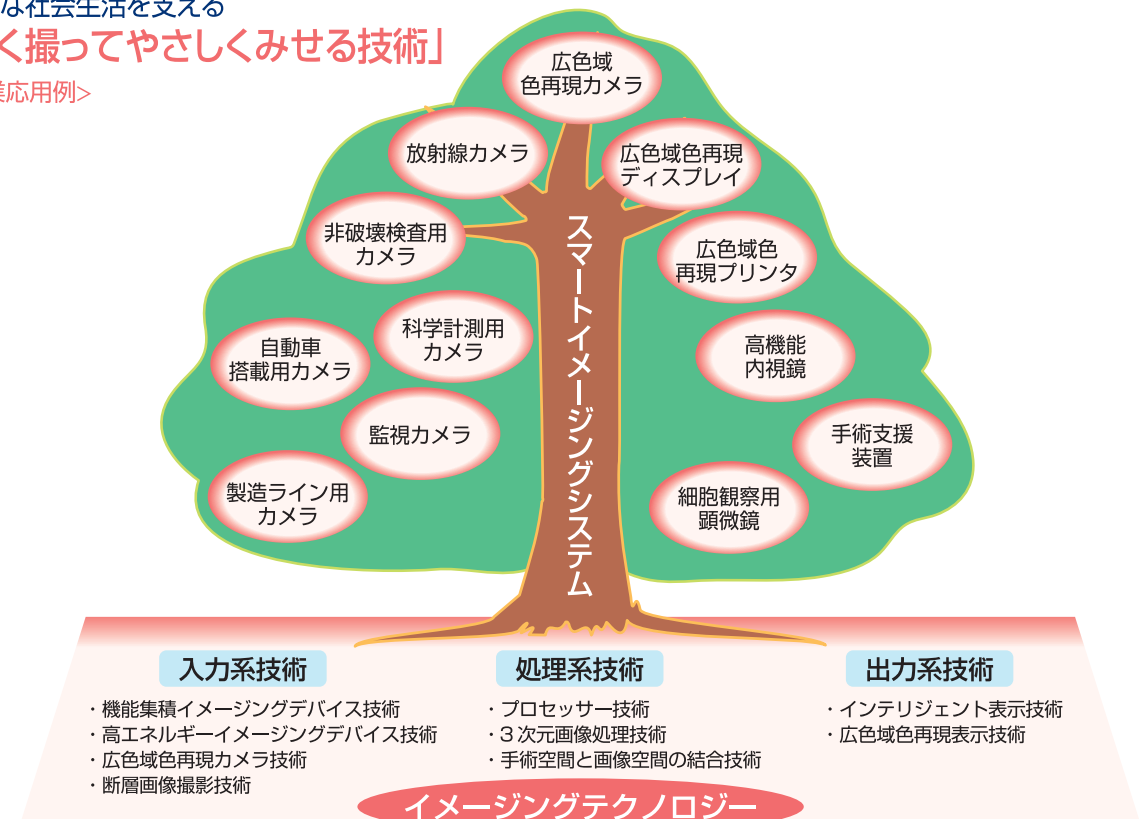 な社会生活を支える
く撮ってやさしくみせる技術」
応用例>
広色域
色再現カメラ
放射線カメラ
広色域色再現
ディスプレイ
非破壊検査用
カメラ
広色域色
再現プリンタ
科学計測用
カメラ
自動車
搭載用カメラ
高機能
内視鏡
監視カメラ
手術支援
装置
製造ライン用
カメラ
細胞観察用
顕微鏡
スマートイメージングシステム
入力系技術
・機能集積イメージングデバイス技術
・高エネルギーイメージングデバイス技術
・広色域色再現カメラ技術
・断層画像撮影技術
処理系技術
・プロセッサー技術
・3次元画像処理技術
・手術空間と画像空間の結合技術
出力系技術
・インテリジェント表示技術
・広色域色再現表示技術
イメージングテクノロジー